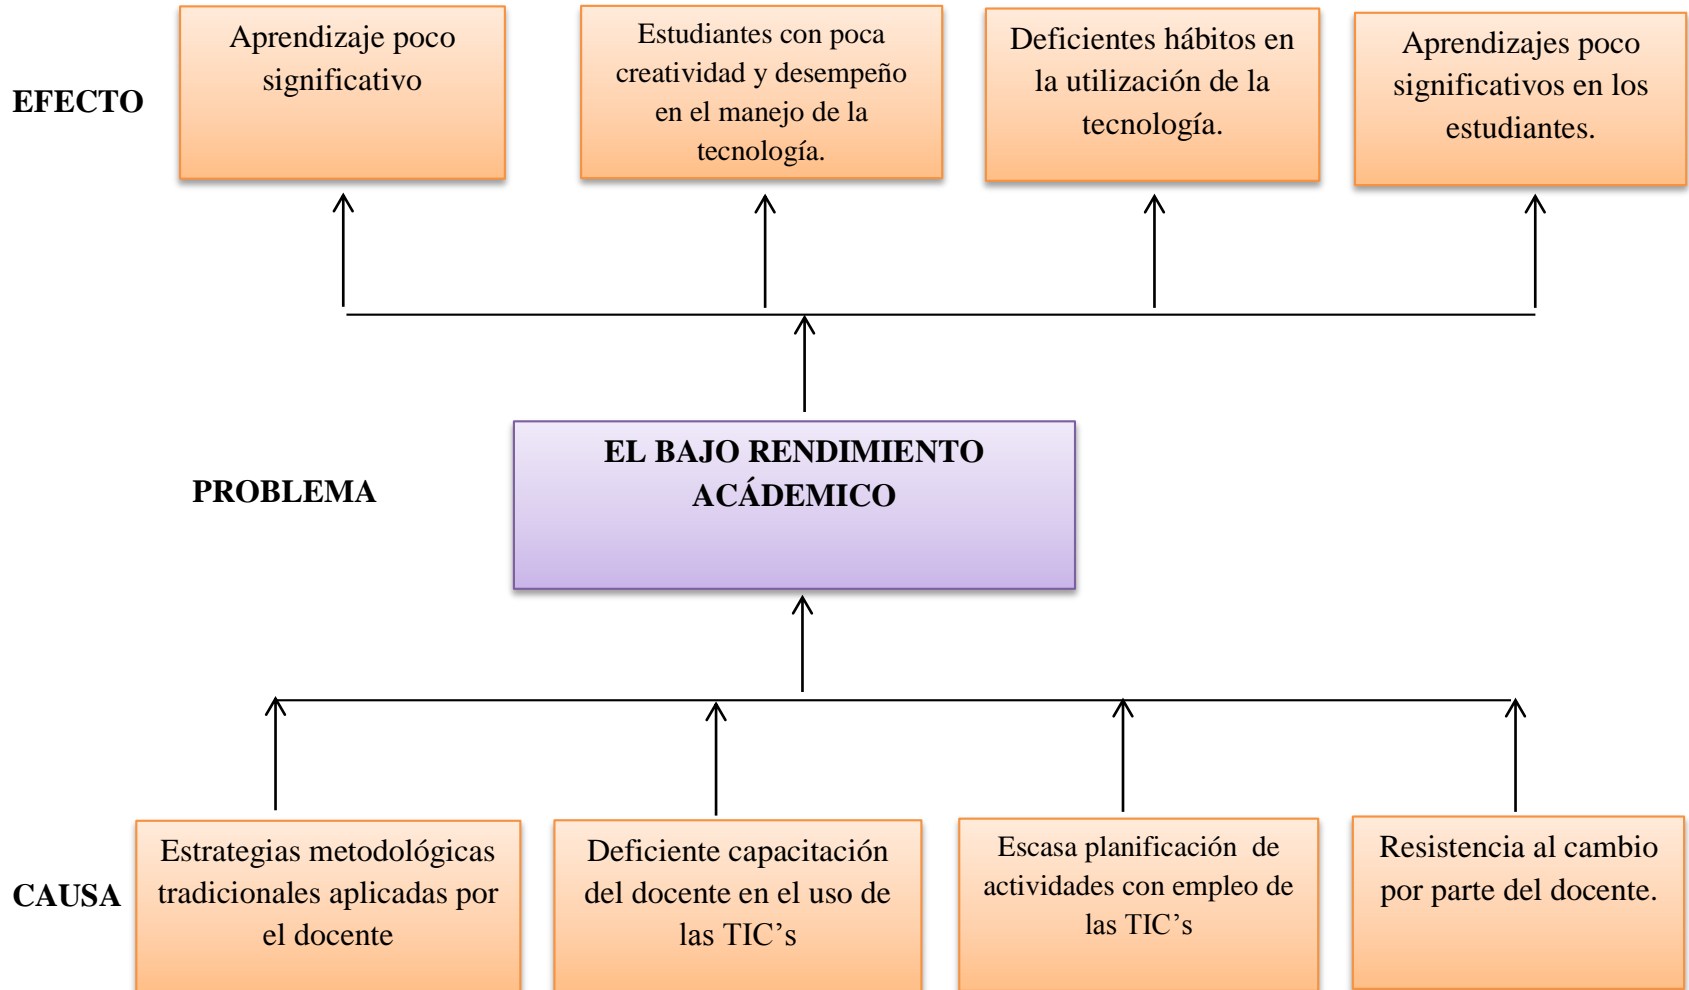 EFECTO
Aprendizaje poco
significativo
Estudiantes con poca
creatividad y desempeño
en el manejo de la
tecnología.
Deficientes hábitos en
la utilización de la
tecnología.
Aprendizajes poco
significativos en los
estudiantes.
PROBLEMA
EL BAJO RENDIMIENTO
ACÁDEMICO
CAUSA
Estrategias metodológicas
tradicionales aplicadas por
el docente
Deficiente capacitación
del docente en el uso de
las TIC’s
Escasa planificación  de
actividades con empleo de
las TIC’s
Resistencia al cambio
por parte del docente.